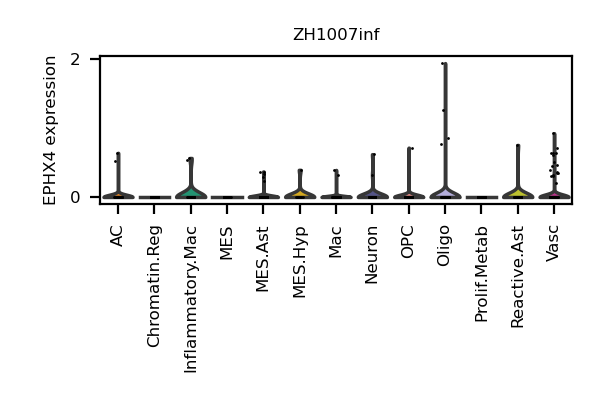 ZH1007inf
EPHX4 expression
2
0
AC
Chromatin.Reg
Inflammatory.Mac
MES
MES.Ast
MES.Hyp
Mac
Neuron
OPC
Oligo
Prolif.Metab
Reactive.Ast
Vasc